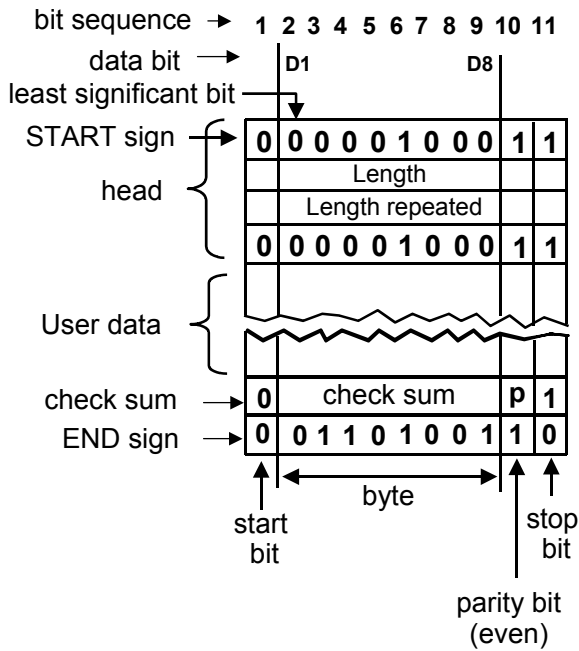 bit sequence 1 2 3 4 5 6 7 8 9 10 11
data bit D1 D8
least significant bit
START sign 0 0 0 0 0 1 0 0 0 1 1
Length
head
Length repeated
0 0 0 0 0 1 0 0 0 1 1
User data
check sum 0 check sum p 1
END sign 0 0 1 1 0 1 0 0 1 1 0
byte
start
bit
stop
bit
parity bit
(even)